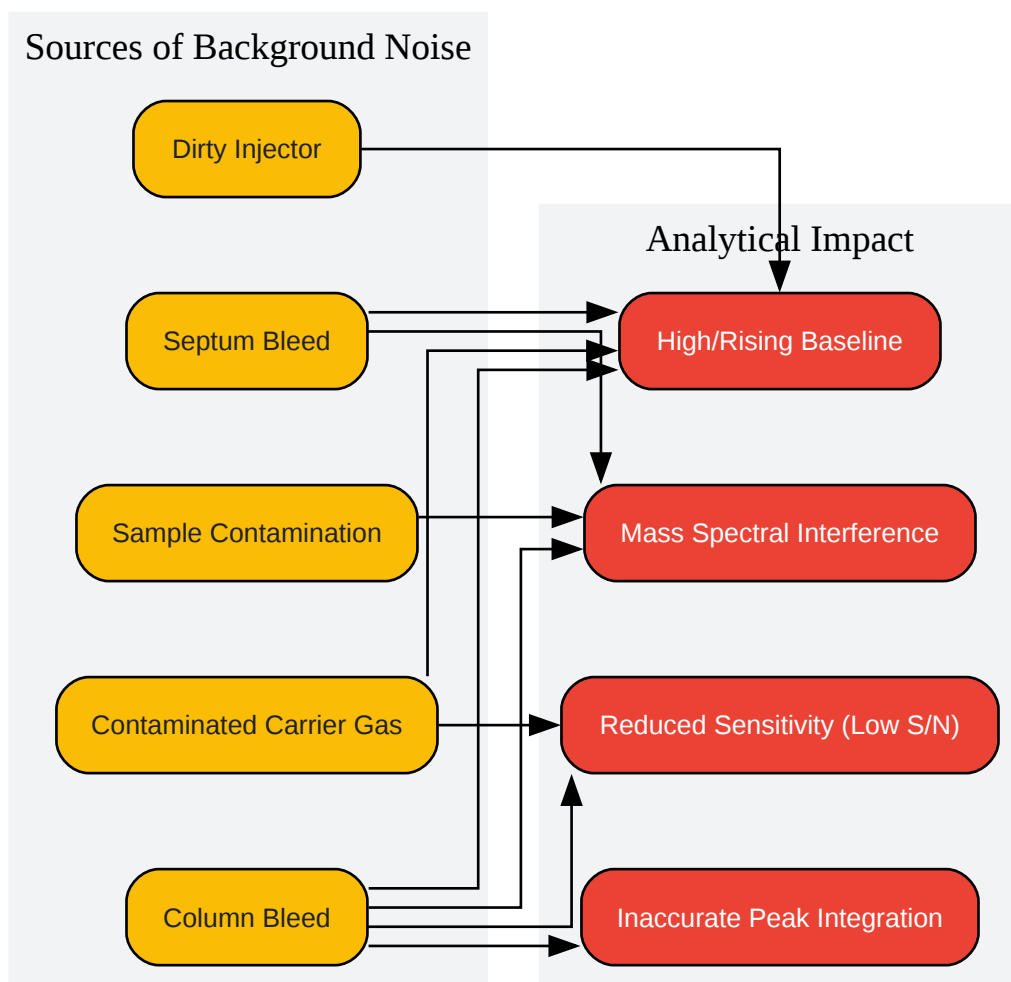 Sources of Background Noise
Dirty Injector
Septum Bleed
Sample Contamination
Contaminated Carrier Gas
Column Bleed
Analytical Impact
High/Rising Baseline
Mass Spectral Interference
Reduced Sensitivity (Low S/N)
Inaccurate Peak Integration